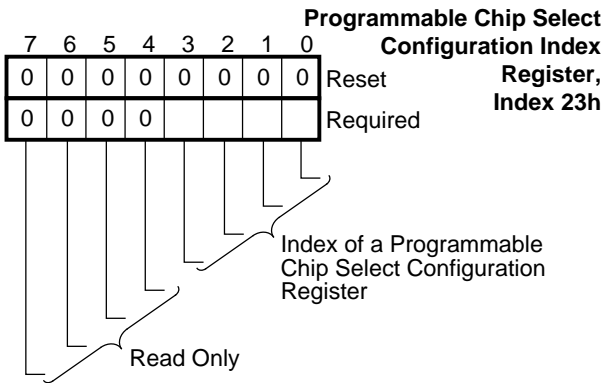 Programmable Chip Select
Configuration Index
Register,
Index 23h
7 6 5 4 3 2 1 0
0 0 0 0 0 0 0 0 Reset
0 0 0 0 Required
Index of a Programmable
Chip Select Configuration
Register
Read Only